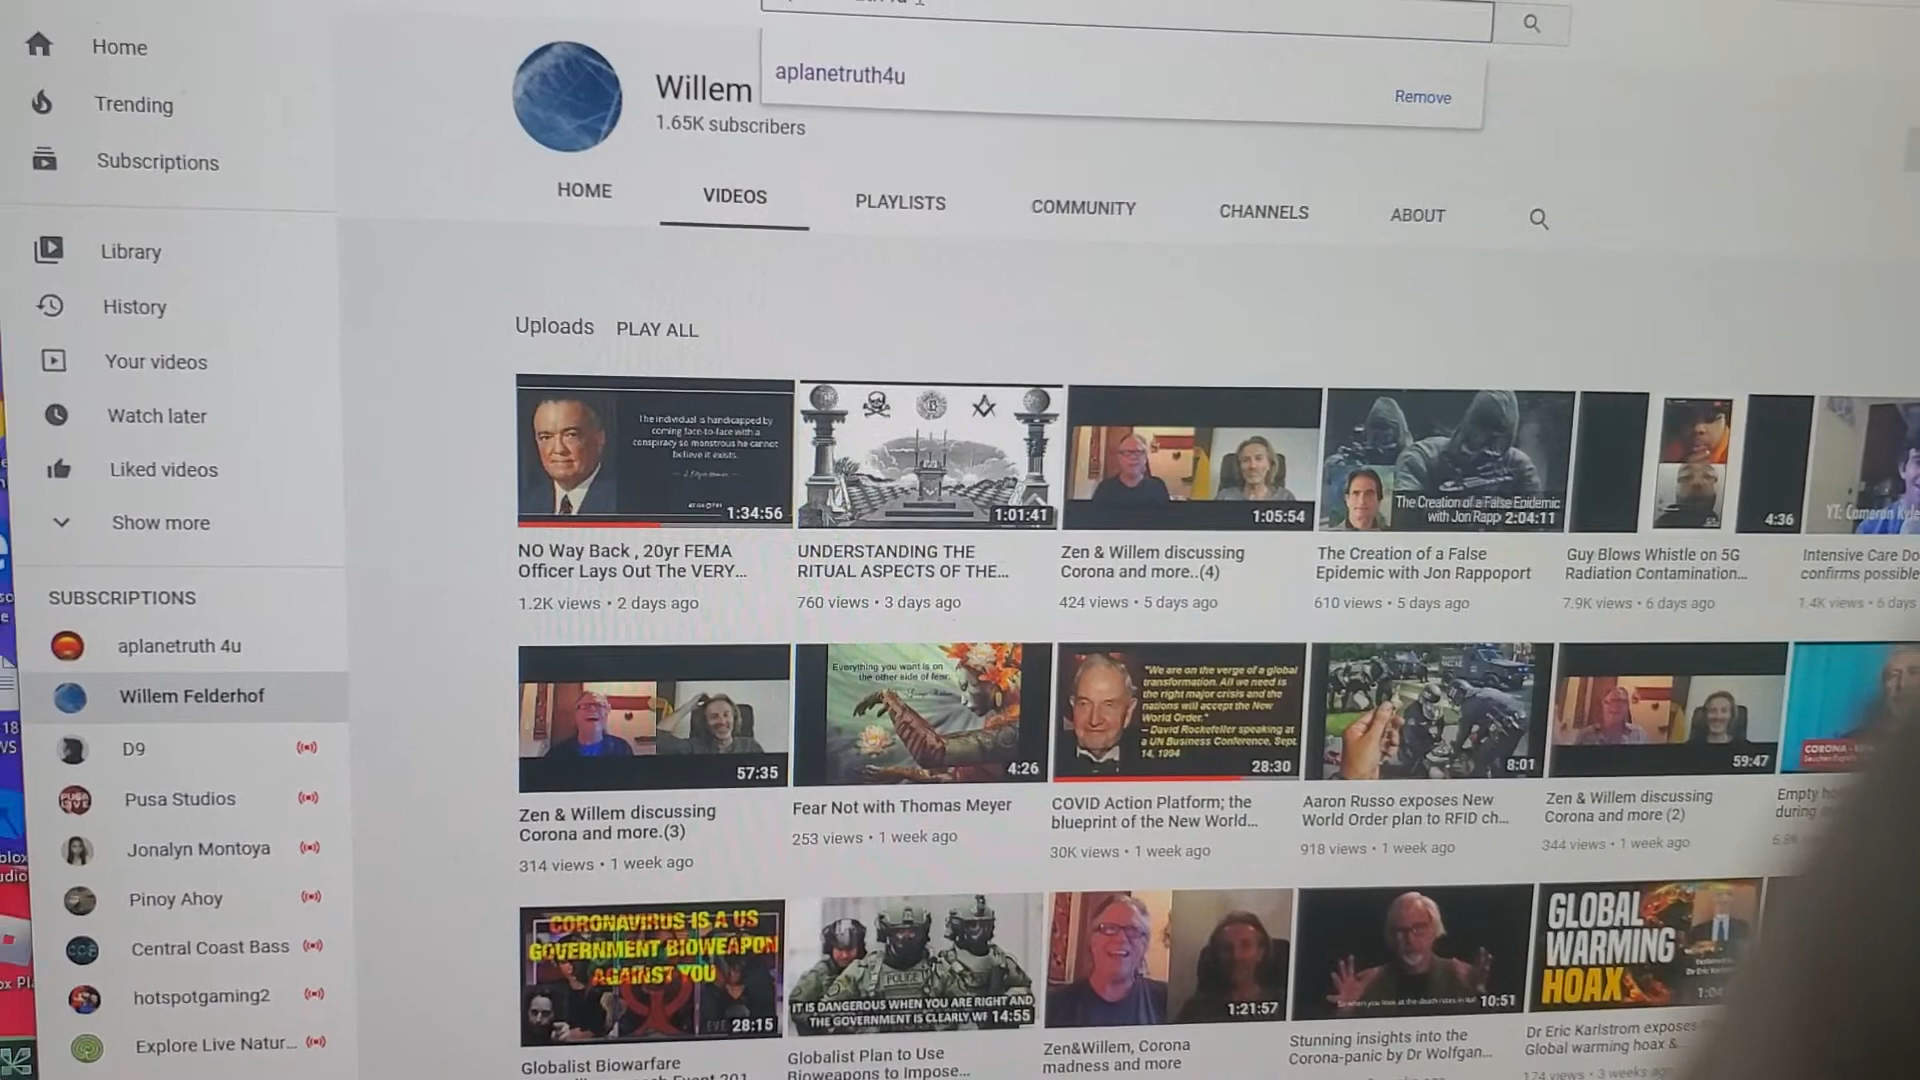 Home
Trending
Subscriptions
Library
History
Your videos
Watch later
Liked videos
Show more
SUBSCRIPTIONS
aplanetruth 4u
Willem Felderhof
D9
Pusa Studios
Jonalyn Montoya
Pinoy Ahoy
Central Coast Bass
hotspotgaming2
Explore Live Natur...
aplanetruth4u
Remove
Willem
1.65K subscribers
HOME
VIDEOS
PLAYLISTS
COMMUNITY
CHANNELS
ABOUT
Uploads
PLAY ALL
The individual is handicapped by
coming face-to-face with a
conspiracy so monstrous he cannot
believe it exists.
1:34:56
NO Way Back , 20yr FEMA
Officer Lays Out The VERY...
1.2K views • 2 days ago
1:01:41
UNDERSTANDING THE
RITUAL ASPECTS OF THE...
760 views • 3 days ago
1:05:54
Zen & Willem discussing
Corona and more..(4)
424 views • 5 days ago
The Creation of a False Epidemic
with Jon Rapp 2:04:11
The Creation of a False
Epidemic with Jon Rappoport
610 views • 5 days ago
4:36
Guy Blows Whistle on 5G
Radiation Contamination...
7.9K views • 6 days ago
YT: Cameron Kyle
Intensive Care Do
confirms possible
1.4K views • 6 days
57:35
Zen & Willem discussing
Corona and more.(3)
314 views • 1 week ago
Everything you want is on
the other side of fear.
4:26
Fear Not with Thomas Meyer
253 views • 1 week ago
"We are on the verge of a global
transformation. All we need is
the right major crisis and the
nations will accept the New
World Order."
– David Rockefeller speaking at
a UN Business Conference, Sept
14, 1994
28:30
COVID Action Platform; the
blueprint of the New World...
30K views • 1 week ago
8:01
Aaron Russo exposes New
World Order plan to RFID ch...
918 views • 1 week ago
59:47
Zen & Willem discussing
Corona and more (2)
344 views • 1 week ago
CORONA
Empty
during
CORONAVIRUS IS A US
GOVERNMENT BIOWEAPON
AGAINST YOU
28:15
Globalist Biowarfare
POLICE
IT IS DANGEROUS WHEN YOU ARE RIGHT AND
THE GOVERNMENT IS CLEARLY WR 14:55
Globalist Plan to Use
Bioweapons to Impose...
1:21:57
Zen&Willem, Corona
madness and more
10:51
Stunning insights into the
Corona-panic by Dr Wolfgan...
GLOBAL
WARMING
HOAX
1:04
Dr Eric Karlstrom exposes
Global warming hoax &
174 views • 3 weeks ago